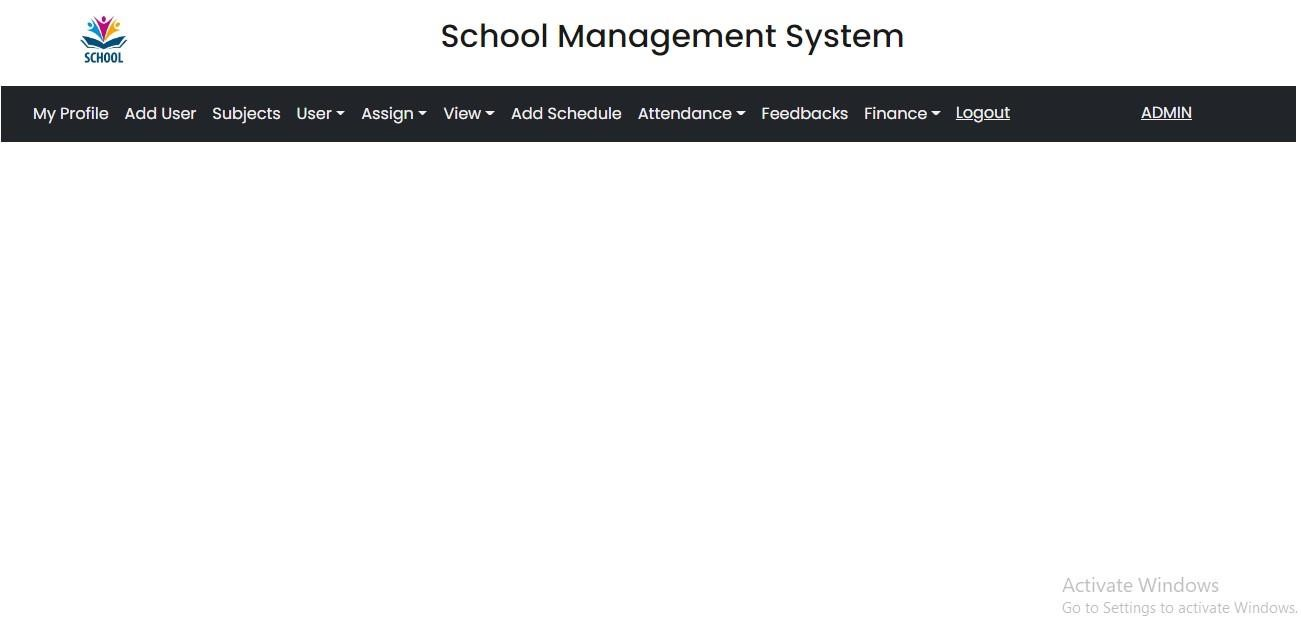 SCHOOL
School Management System
My Profile Add User Subjects User Assign View Add Schedule Attendance Feedbacks Finance Logout ADMIN
Activate Windows
Go to Settings to activate Windows.